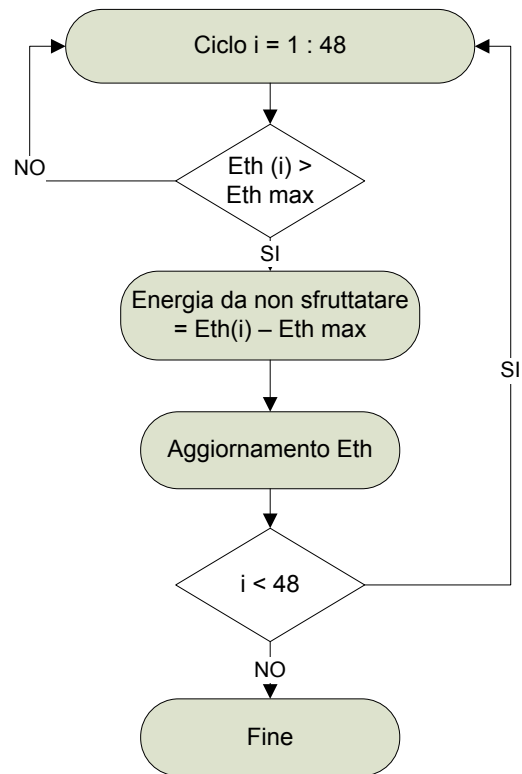 Ciclo i = 1 : 48
NO
Eth (i) >
Eth max
SI
Energia da non sfruttatare
= Eth(i) – Eth max
SI
Aggiornamento Eth
i < 48
NO
Fine